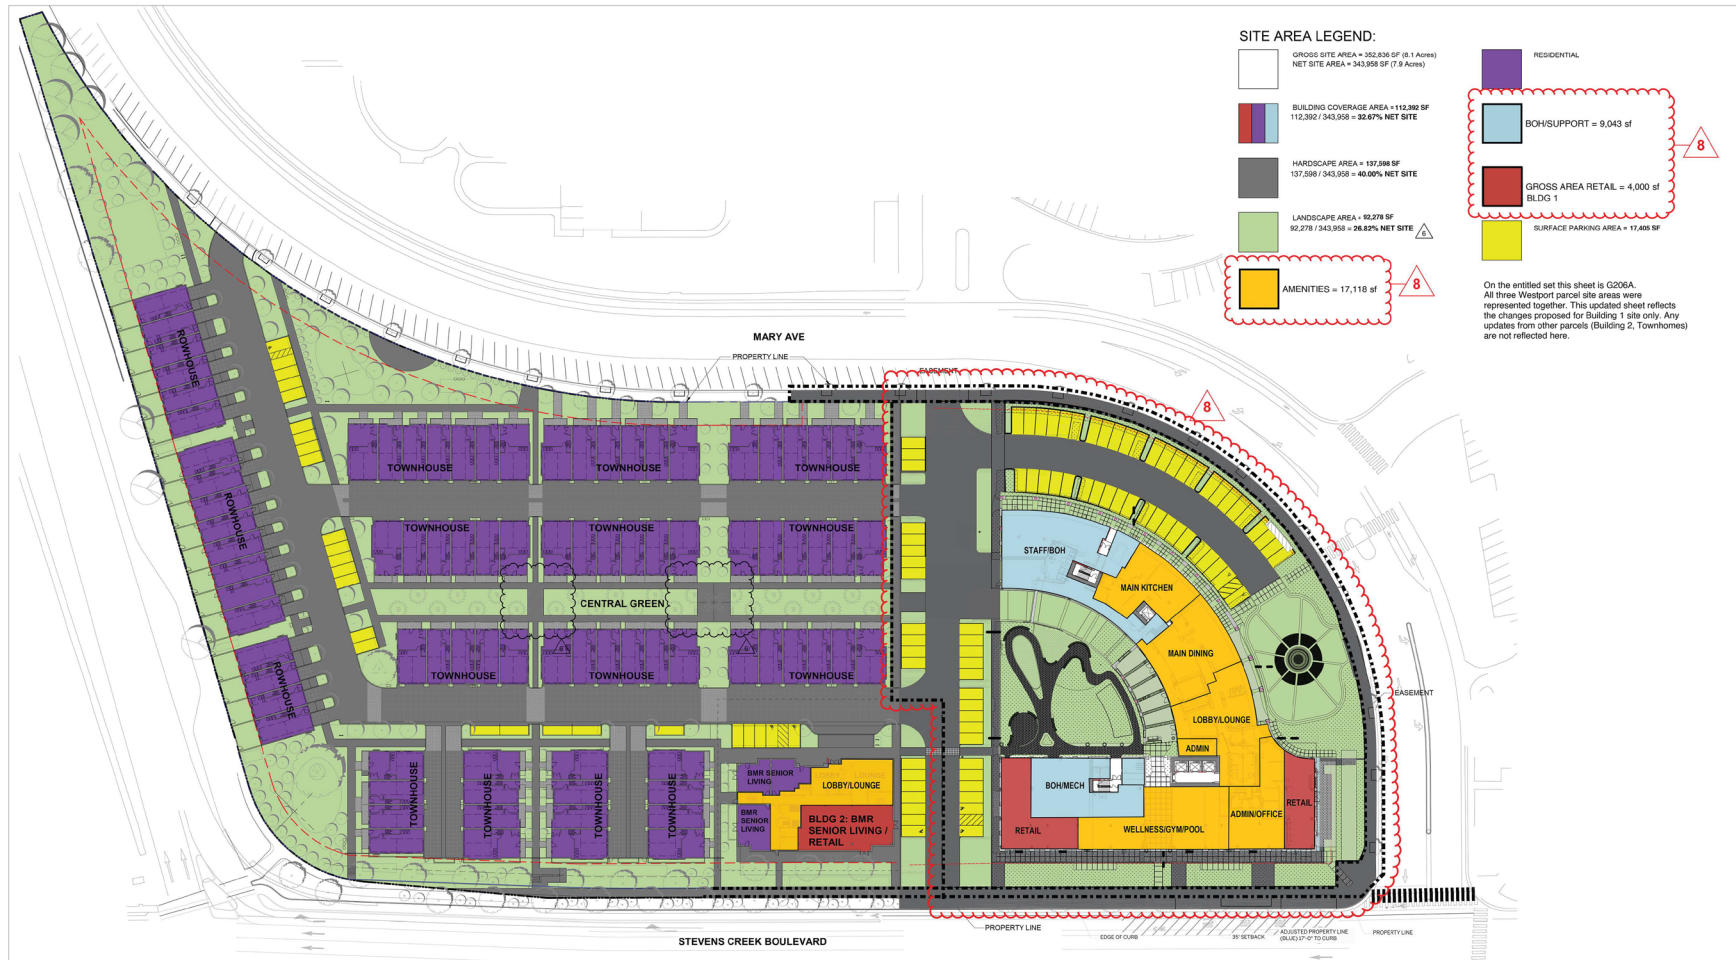 SITE AREA LEGEND:
GROSS SITE AREA = 352,836 SF (8.1 Acres)
NET SITE AREA = 343,958 SF (7.9 Acres)
BUILDING COVERAGE AREA = 112,392 SF
112,392 / 343,958 = 32.67% NET SITE
HARDSCAPE AREA = 137,598 SF
137,598 / 343,958 = 40.00% NET SITE
LANDSCAPE AREA = 92,278 SF
92,278 / 343,958 = 26.82% NET SITE
6
AMENITIES = 17,118 sf
8
RESIDENTIAL
BOH/SUPPORT = 9,043 sf
8
GROSS AREA RETAIL = 4,000 sf
BLDG 1
SURFACE PARKING AREA = 17,405 SF
On the entitled set this sheet is G206A.
All three Westport parcel site areas were
represented together. This updated sheet reflects
the changes proposed for Building 1 site only. Any
updates from other parcels (Building 2, Townhomes)
are not reflected here.
MARY AVE
PROPERTY LINE
EASEMENT
8
ROWHOUSE
ROWHOUSE
ROWHOUSE
TOWNHOUSE
TOWNHOUSE
TOWNHOUSE
TOWNHOUSE
TOWNHOUSE
TOWNHOUSE
CENTRAL GREEN
TOWNHOUSE
TOWNHOUSE
TOWNHOUSE
TOWNHOUSE
TOWNHOUSE
TOWNHOUSE
TOWNHOUSE
BMR SENIOR
LIVING
LOBBY LOUNGE
LOBBY/LOUNGE
BMR
SENIOR
LIVING
BLDG 2: BMR
SENIOR LIVING /
RETAIL
STAFF/BOH
MAIN KITCHEN
MAIN DINING
LOBBY/LOUNGE
ADMIN
BOH/MECH
RETAIL
WELLNESS/GYM/POOL
ADMIN/OFFICE
RETAIL
EASEMENT
STEVENS CREEK BOULEVARD
PROPERTY LINE
EDGE OF CURB
35' SETBACK
ADJUSTED PROPERTY LINE
(BLUE) 17'-0" TO CURB
PROPERTY LINE